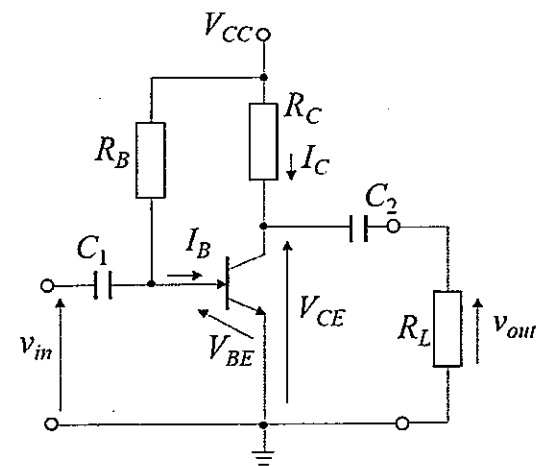 V_CC
R_C
R_B
I_C
C_2
C_1
I_B
V_CE
V_BE
R_L
v_out
v_in